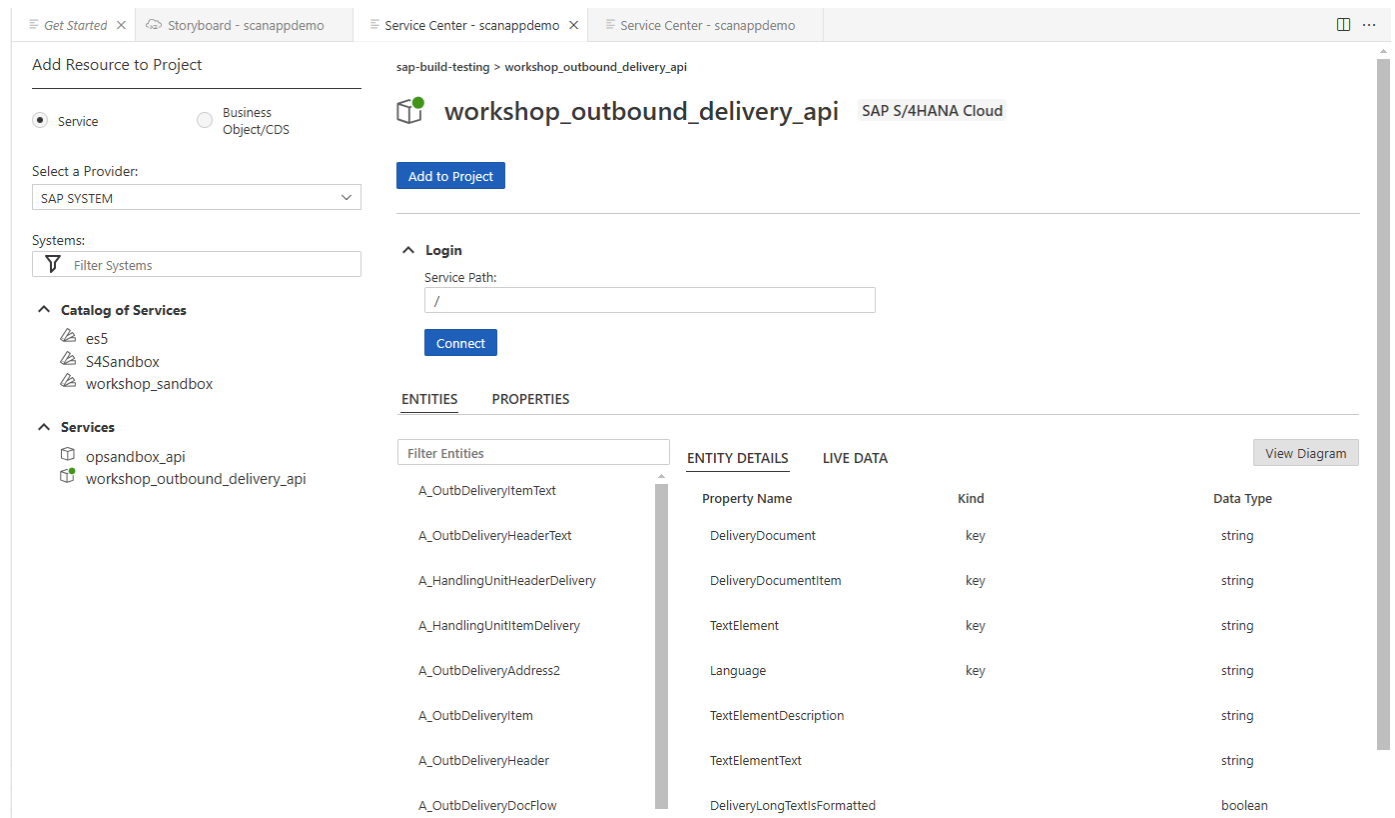 Get Started
Storyboard - scanappdemo
Service Center - scanappdemo
Service Center - scanappdemo
Add Resource to Project
Service
Business
Object/CDS
Select a Provider:
SAP SYSTEM
Systems:
Filter Systems
Catalog of Services
es5
S4Sandbox
workshop_sandbox
Services
opsandbox_api
workshop_outbound_delivery_api
sap-build-testing > workshop_outbound_delivery_api
workshop_outbound_delivery_api SAP S/4HANA Cloud
Add to Project
Login
Service Path:
/
Connect
ENTITIES PROPERTIES
Filter Entities
A_OutbDeliveryItemText
A_OutbDeliveryHeaderText
A_HandlingUnitHeaderDelivery
A_HandlingUnitItemDelivery
A_OutbDeliveryAddress2
A_OutbDeliveryItem
A_OutbDeliveryHeader
A_OutbDeliveryDocFlow
ENTITY DETAILS LIVE DATA View Diagram
Property Name Kind Data Type
DeliveryDocument key string
DeliveryDocumentItem key string
TextElement key string
Language key string
TextElementDescription string
TextElementText string
DeliveryLongTextIsFormatted boolean